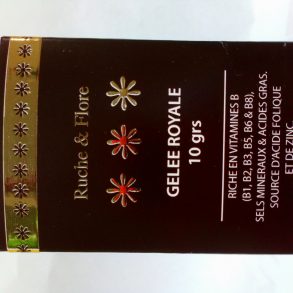 Ruche & Flore
GELEE ROYALE
10 grs
RICHE EN VITAMINES B
(B1, B2, B3, B5, B6 & B8),
SELS MINERAUX & ACIDES GRAS.
SOURCE D'ACIDE FOLIQUE
ET DE ZINC